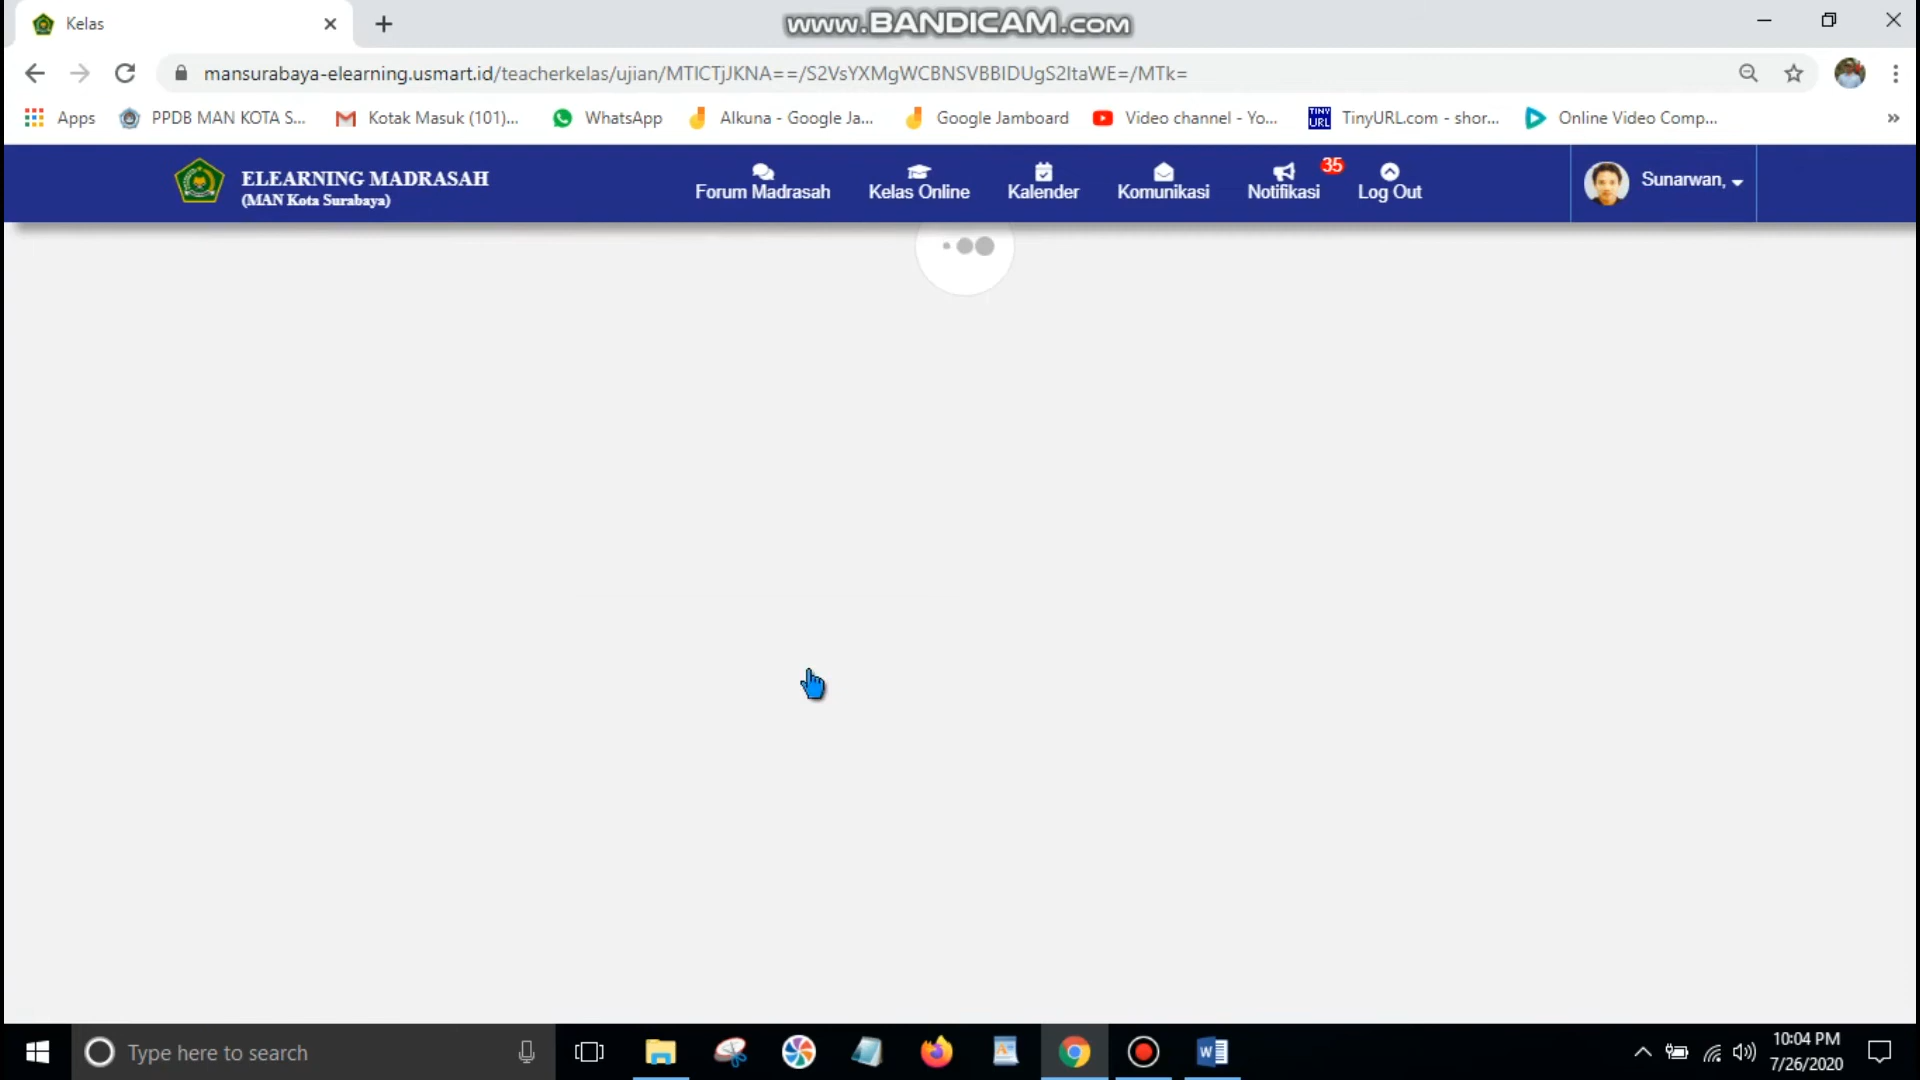 Kelas
www.BANDICAM.com
mansurabaya-elearning.usmart.id/teacherkelas/ujian/MTICTjJKNA==/S2VsYXMgWCBNSVBBIDUgS2ItaWE=/MTk=
Apps PPDB MAN KOTA S... Kotak Masuk (101)... WhatsApp Alkuna - Google Ja... Google Jamboard Video channel - Yo... TINY URL TinyURL.com - shor... Online Video Comp... »
ELEARNING MADRASAH
(MAN Kota Surabaya)
Forum Madrasah Kelas Online Kalender Komunikasi Notifikasi 35 Log Out
Sunarwan,
Type here to search
10:04 PM
7/26/2020